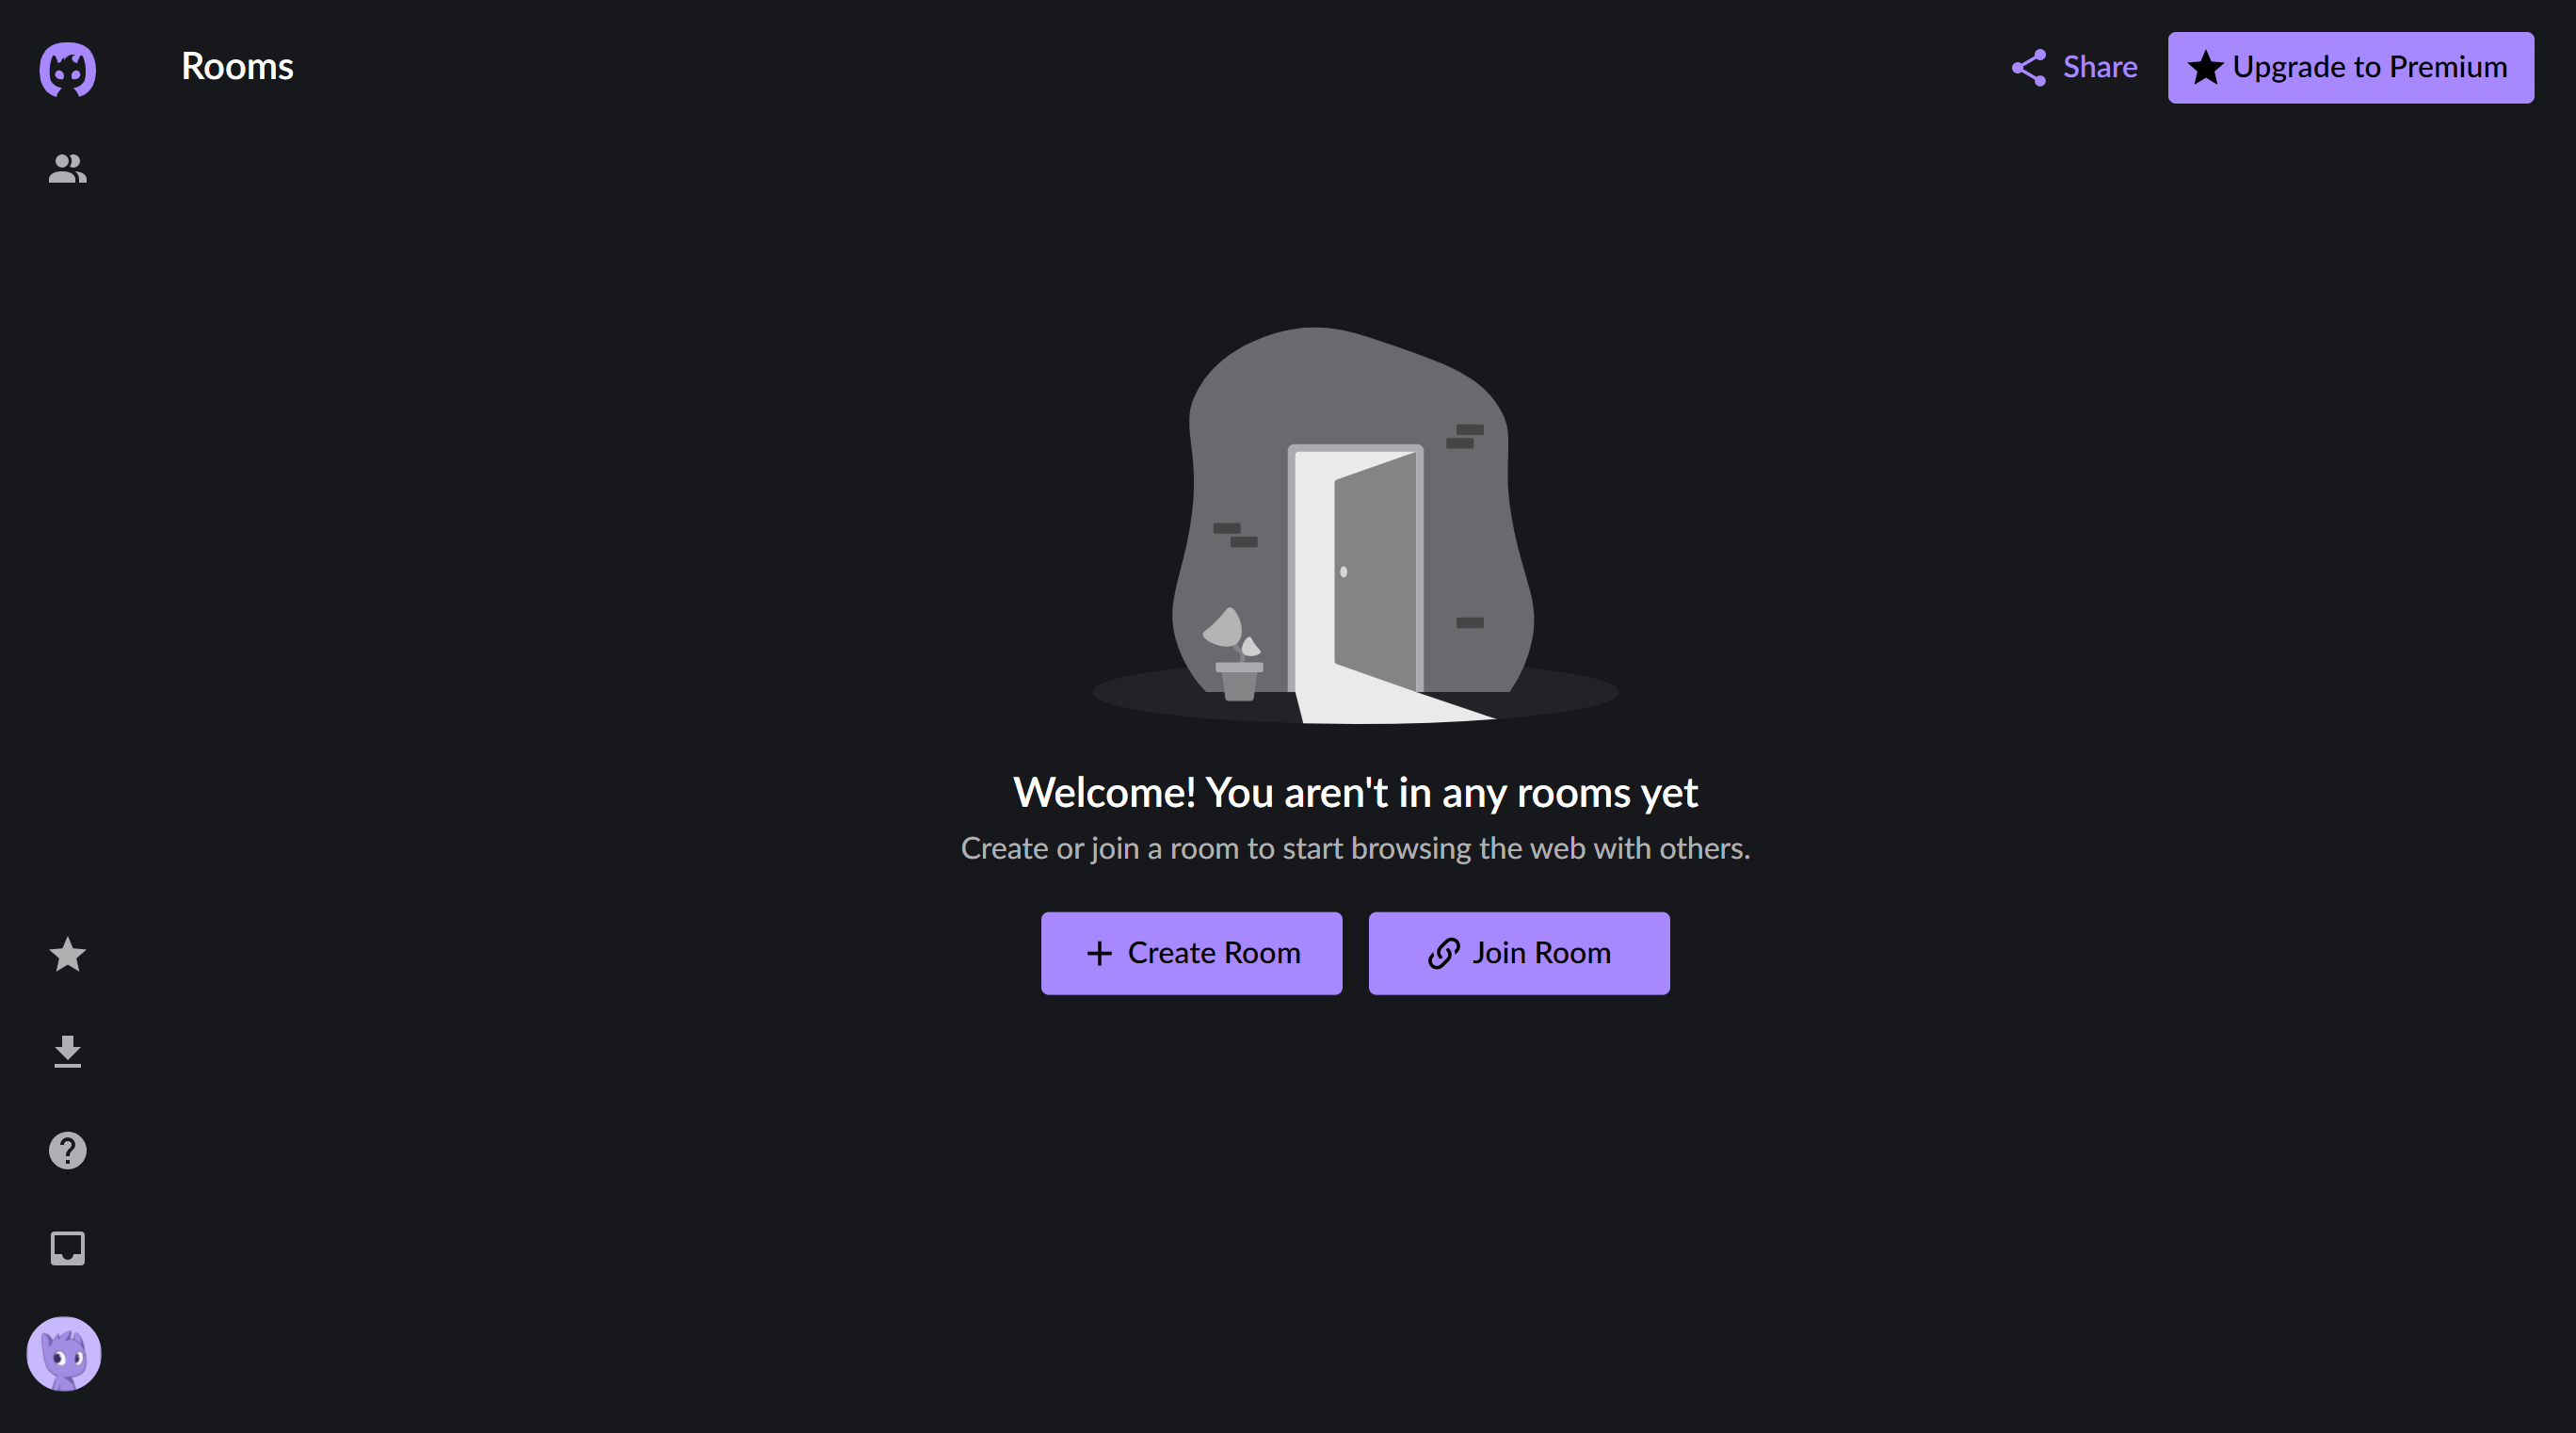 Rooms
Share
Upgrade to Premium
Welcome! You aren't in any rooms yet
Create or join a room to start browsing the web with others.
Create Room
Join Room